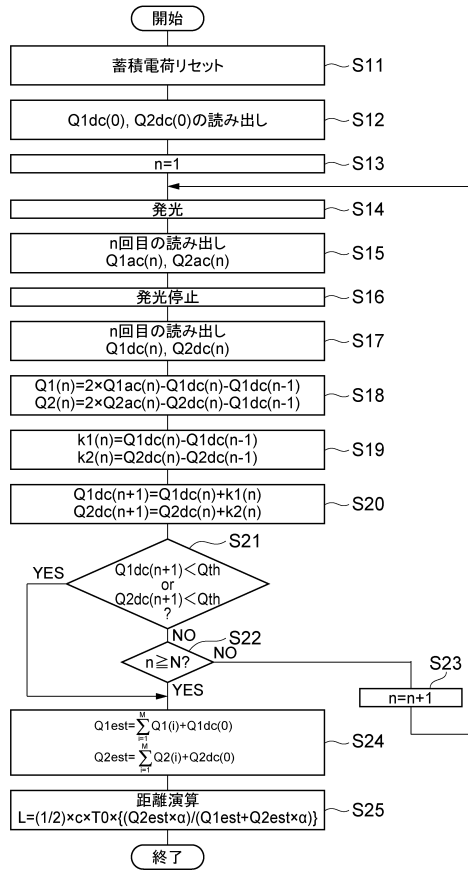 開始
蓄積電荷リセット
S11
Q1dc(0), Q2dc(0)の読み出し
S12
n=1
S13
発光
S14
n回目の読み出し
Q1ac(n), Q2ac(n)
S15
発光停止
S16
n回目の読み出し
Q1dc(n), Q2dc(n)
S17
Q1(n)=2×Q1ac(n)-Q1dc(n)-Q1dc(n-1)
Q2(n)=2×Q2ac(n)-Q2dc(n)-Q1dc(n-1)
S18
k1(n)=Q1dc(n)-Q1dc(n-1)
k2(n)=Q2dc(n)-Q2dc(n-1)
S19
Q1dc(n+1)=Q1dc(n)+k1(n)
Q2dc(n+1)=Q2dc(n)+k2(n)
S20
S21
Q1dc(n+1)<Qth
or
Q2dc(n+1)<Qth
?
YES
NO
S22
n≧N?
NO
YES
S23
n=n+1
Q1est=∑[i=1..M]Q1(i)+Q1dc(0)
Q2est=∑[i=1..M]Q2(i)+Q2dc(0)
S24
距離演算
L=(1/2)×c×T0×{(Q2est×α)/(Q1est+Q2est×α)}
S25
終了